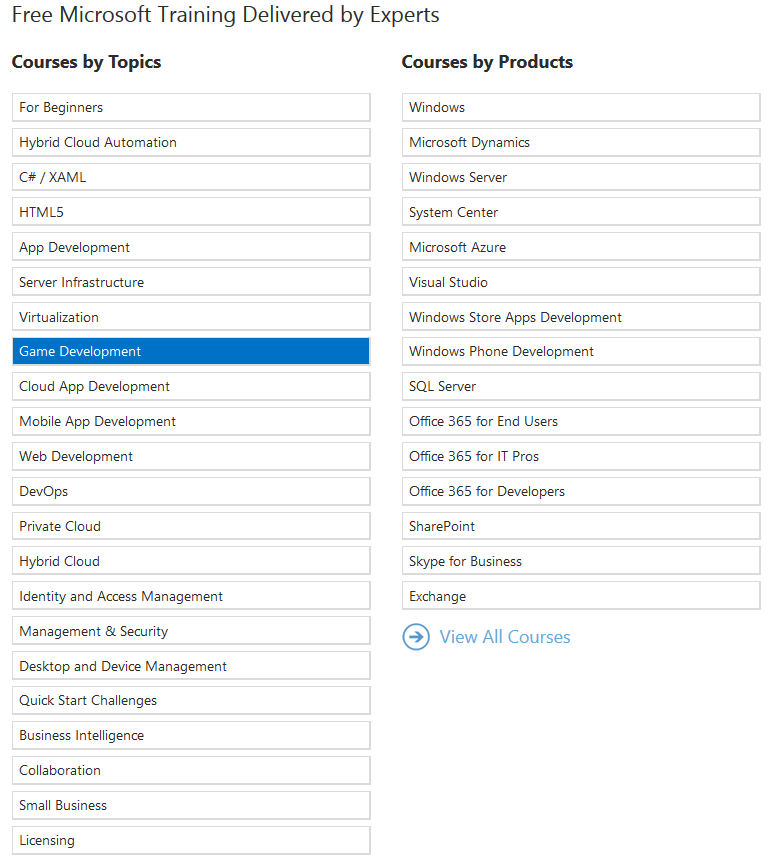 Free Microsoft Training Delivered by Experts
Courses by Topics
For Beginners
Hybrid Cloud Automation
C# / XAML
HTML5
App Development
Server Infrastructure
Virtualization
Game Development
Cloud App Development
Mobile App Development
Web Development
DevOps
Private Cloud
Hybrid Cloud
Identity and Access Management
Management & Security
Desktop and Device Management
Quick Start Challenges
Business Intelligence
Collaboration
Small Business
Licensing
Courses by Products
Windows
Microsoft Dynamics
Windows Server
System Center
Microsoft Azure
Visual Studio
Windows Store Apps Development
Windows Phone Development
SQL Server
Office 365 for End Users
Office 365 for IT Pros
Office 365 for Developers
SharePoint
Skype for Business
Exchange
View All Courses